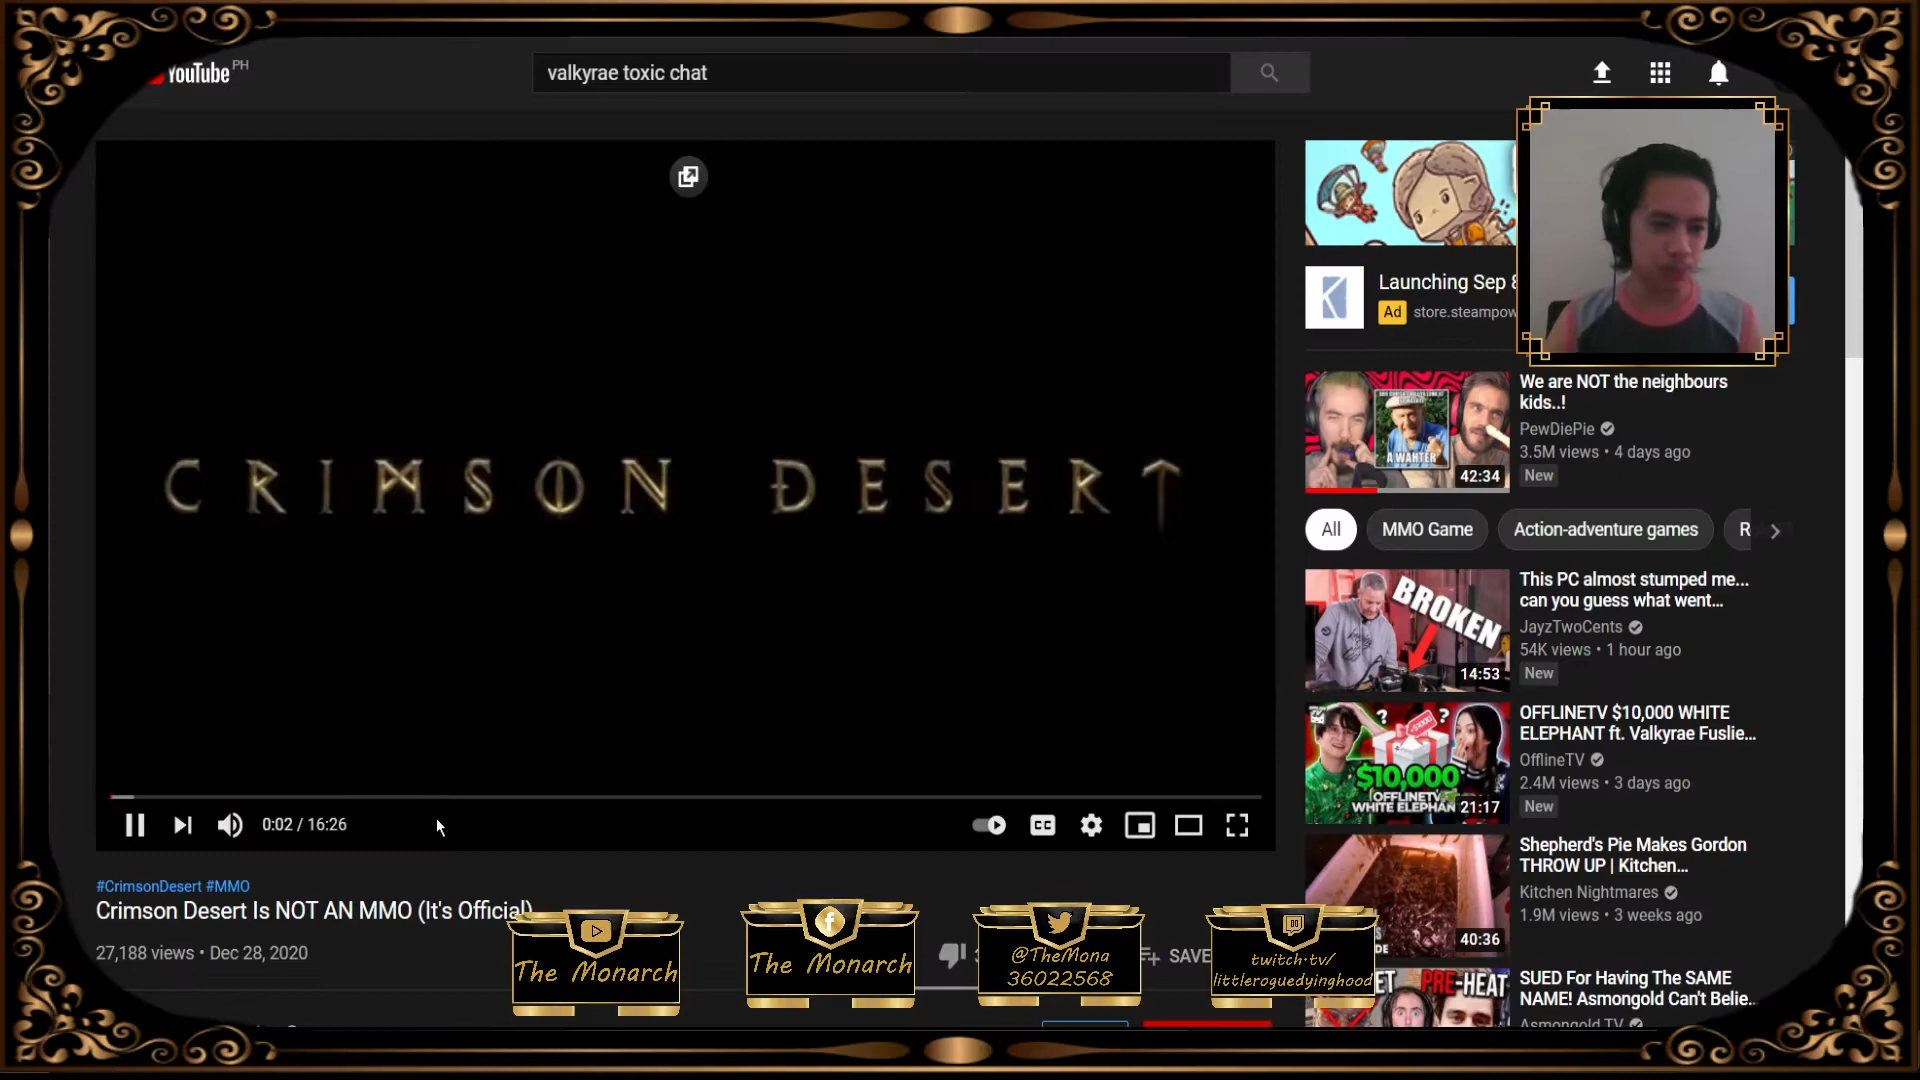 YouTube PH
valkyrae toxic chat
CRIMSON DESERT
0:02 / 16:26
CC
#CrimsonDesert #MMO
Crimson Desert Is NOT AN MMO (It's Official)
27,188 views • Dec 28, 2020
SAVE
The Monarch
The Monarch
@TheMona
36022568
twitch.tv/
littleroguedyinghood
Launching Sep
Ad store.steampow
A WAHTER
42:34
We are NOT the neighbours
kids..!
PewDiePie
3.5M views • 4 days ago
New
All
MMO Game
Action-adventure games
R
BROKEN
14:53
This PC almost stumped me...
can you guess what went...
JayzTwoCents
54K views • 1 hour ago
New
$10,000
OFFLINETV
WHITE ELEPHAN
21:17
OFFLINETV $10,000 WHITE
ELEPHANT ft. Valkyrae Fuslie...
OfflineTV
2.4M views • 3 days ago
New
DE
40:36
Shepherd's Pie Makes Gordon
THROW UP | Kitchen...
Kitchen Nightmares
1.9M views • 3 weeks ago
ET PRE-HEAT
SUED For Having The SAME
NAME! Asmongold Can't Belie...
Asmongold TV